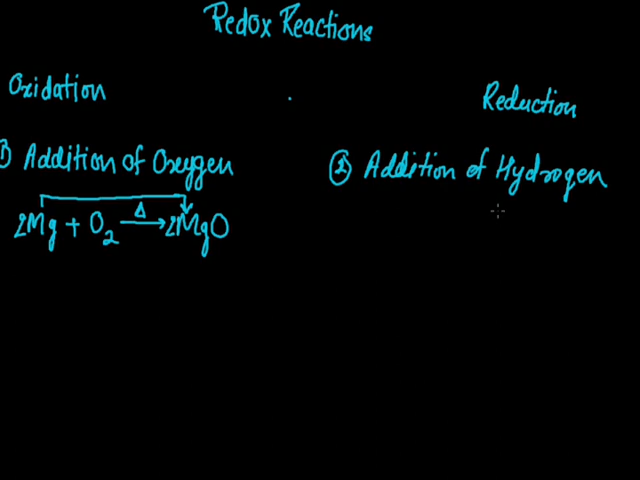 Redox Reactions
Oxidation
Reduction
1) Addition of Oxygen
① Addition of Hydrogen
2Mg + O₂ —Δ→ 2MgO